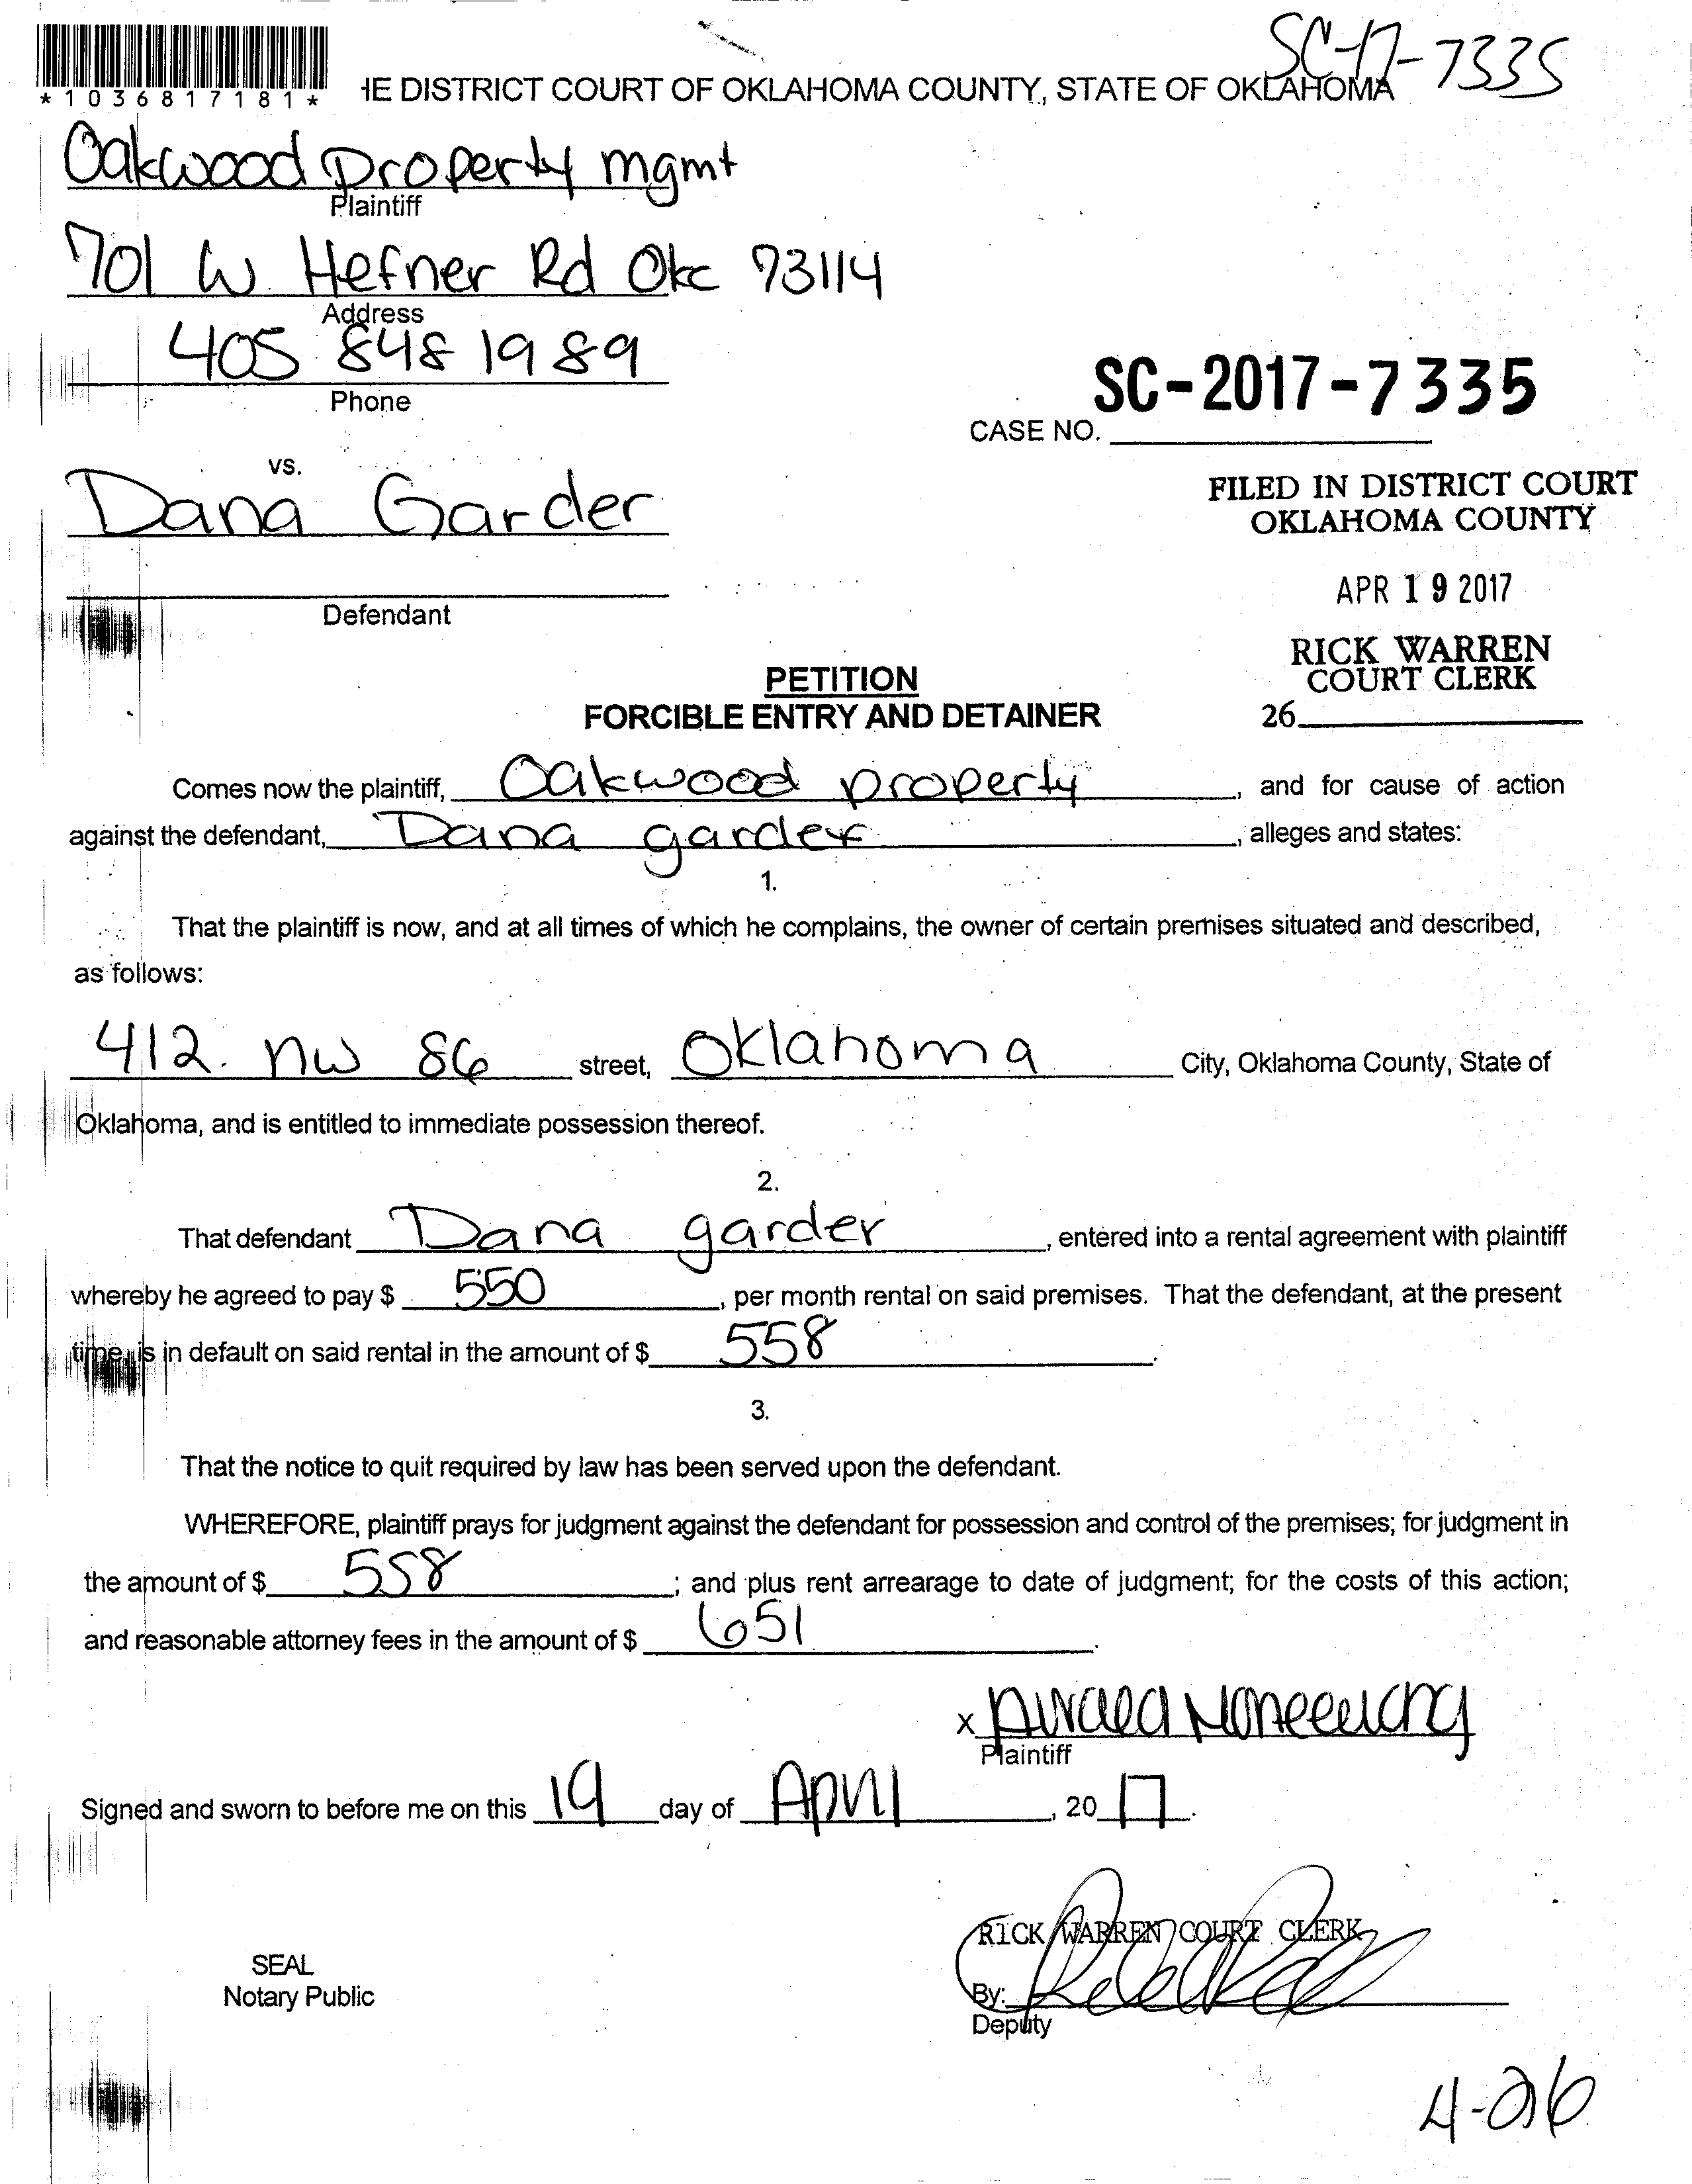 SC-17-7335
*1036817181*
HE DISTRICT COURT OF OKLAHOMA COUNTY, STATE OF OKLAHOMA
Oakwood Property mgmt
Plaintiff
701 W Hefner Rd Okc 73114
Address
405 848 1989
Phone
SC-2017-7335
CASE NO.
vs.
Dana Garder
Defendant
FILED IN DISTRICT COURT
OKLAHOMA COUNTY
APR 19 2017
RICK WARREN
COURT CLERK
26
PETITION
FORCIBLE ENTRY AND DETAINER
Comes now the plaintiff, Oakwood property, and for cause of action
against the defendant, Dana garder, alleges and states:
1.
That the plaintiff is now, and at all times of which he complains, the owner of certain premises situated and described,
as follows:
412. NW 86 street, Oklahoma City, Oklahoma County, State of
Oklahoma, and is entitled to immediate possession thereof.
2.
That defendant Dana garder, entered into a rental agreement with plaintiff
whereby he agreed to pay $ 550, per month rental on said premises. That the defendant, at the present
time, is in default on said rental in the amount of $ 558.
3.
That the notice to quit required by law has been served upon the defendant.
WHEREFORE, plaintiff prays for judgment against the defendant for possession and control of the premises; for judgment in
the amount of $ 558; and plus rent arrearage to date of judgment; for the costs of this action;
and reasonable attorney fees in the amount of $ 651.
x
Plaintiff
Signed and sworn to before me on this 19 day of April, 2017.
RICK WARREN COURT CLERK
SEAL
Notary Public
By:
Deputy
4-26